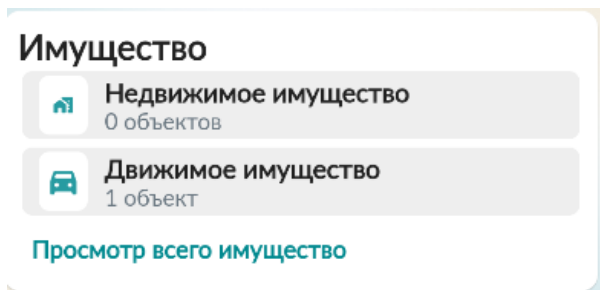 Имущество
Недвижимое имущество
0 объектов
Движимое имущество
1 объект
Просмотр всего имущество